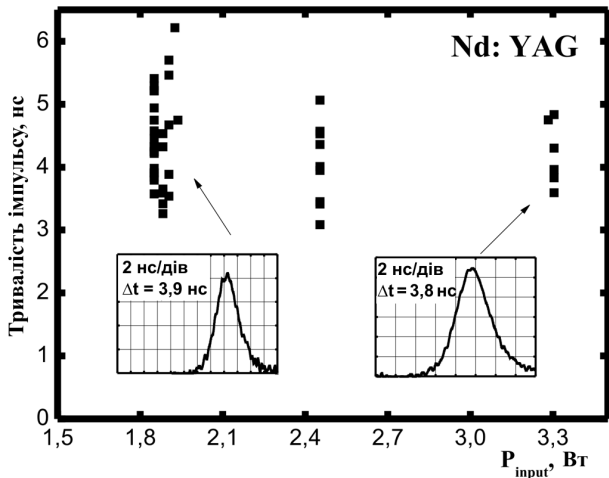 Nd: YAG
Тривалість імпульсу, нс
6
5
4
3
2
1
0
2 нс/дів
Δt = 3,9 нс
2 нс/дів
Δt = 3,8 нс
1,5
1,8
2,1
2,4
2,7
3,0
3,3
P_input, Вт